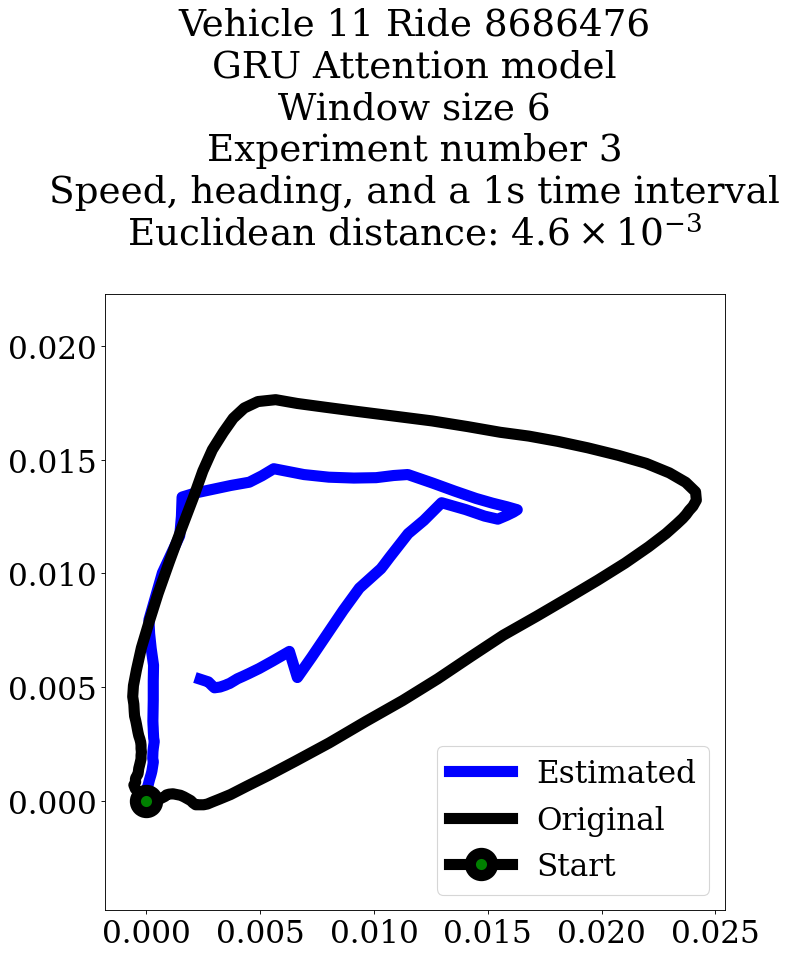 Vehicle 11 Ride 8686476
GRU Attention model
Window size 6
Experiment number 3
Speed, heading, and a 1s time interval
Euclidean distance: 4.6 × 10⁻³
0.020
0.015
0.010
0.005
0.000
Estimated
Original
Start
0.000 0.005 0.010 0.015 0.020 0.025